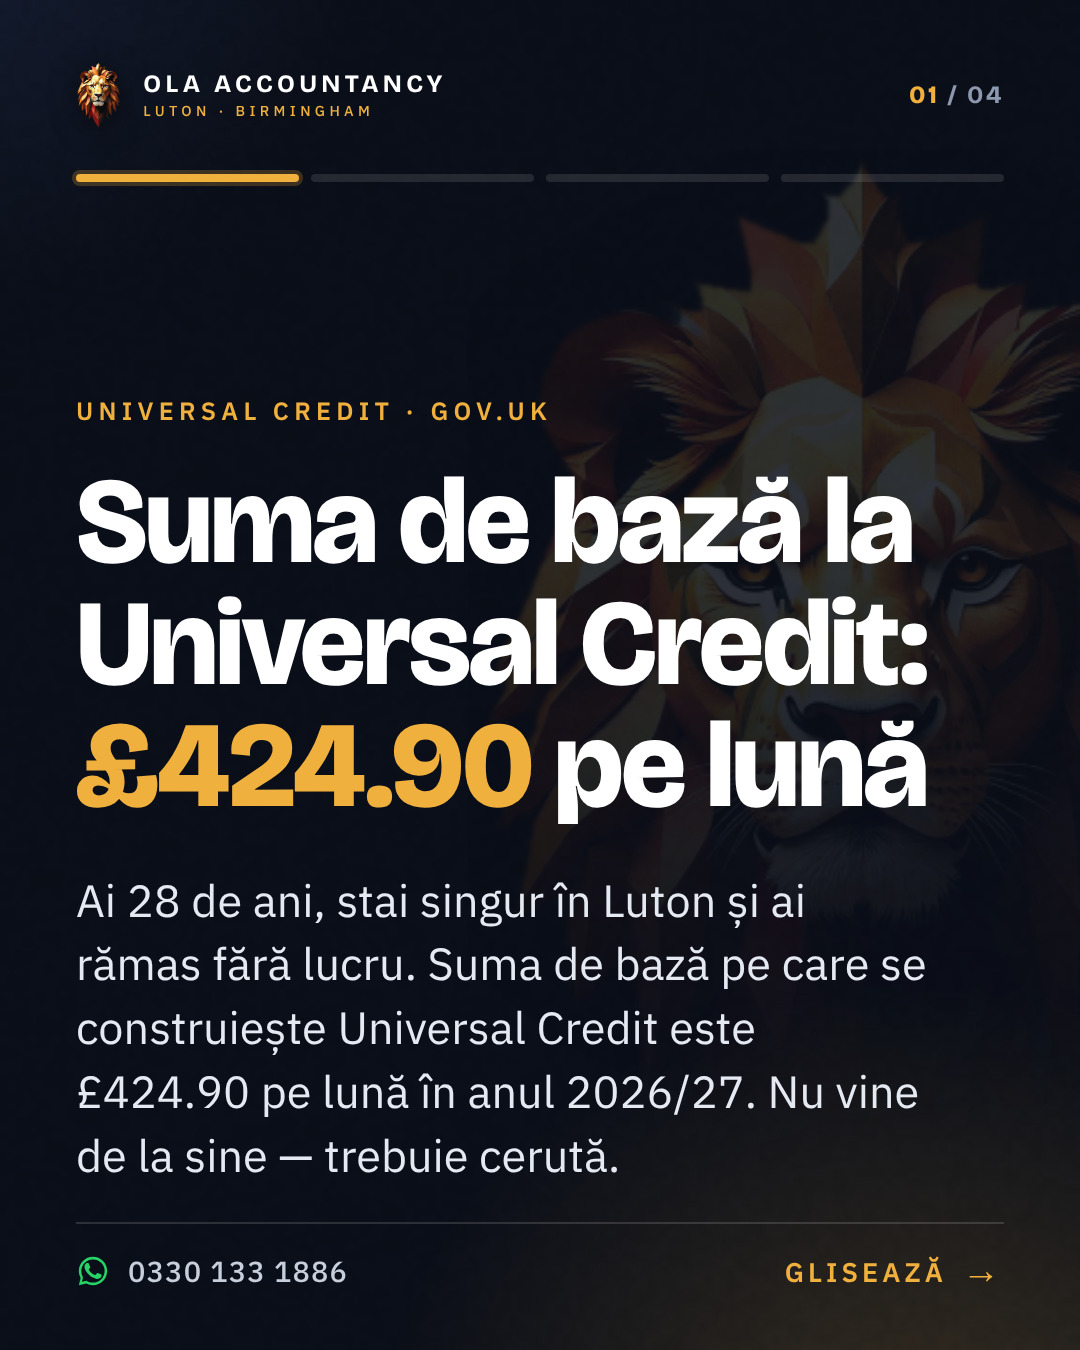 OLA ACCOUNTANCY
LUTON · BIRMINGHAM
01 / 04
UNIVERSAL CREDIT · GOV.UK
Suma de bază la
Universal Credit:
£424.90 pe lună
Ai 28 de ani, stai singur în Luton și ai
rămas fără lucru. Suma de bază pe care se
construiește Universal Credit este
£424.90 pe lună în anul 2026/27. Nu vine
de la sine — trebuie cerută.
0330 133 1886
GLISEAZĂ →